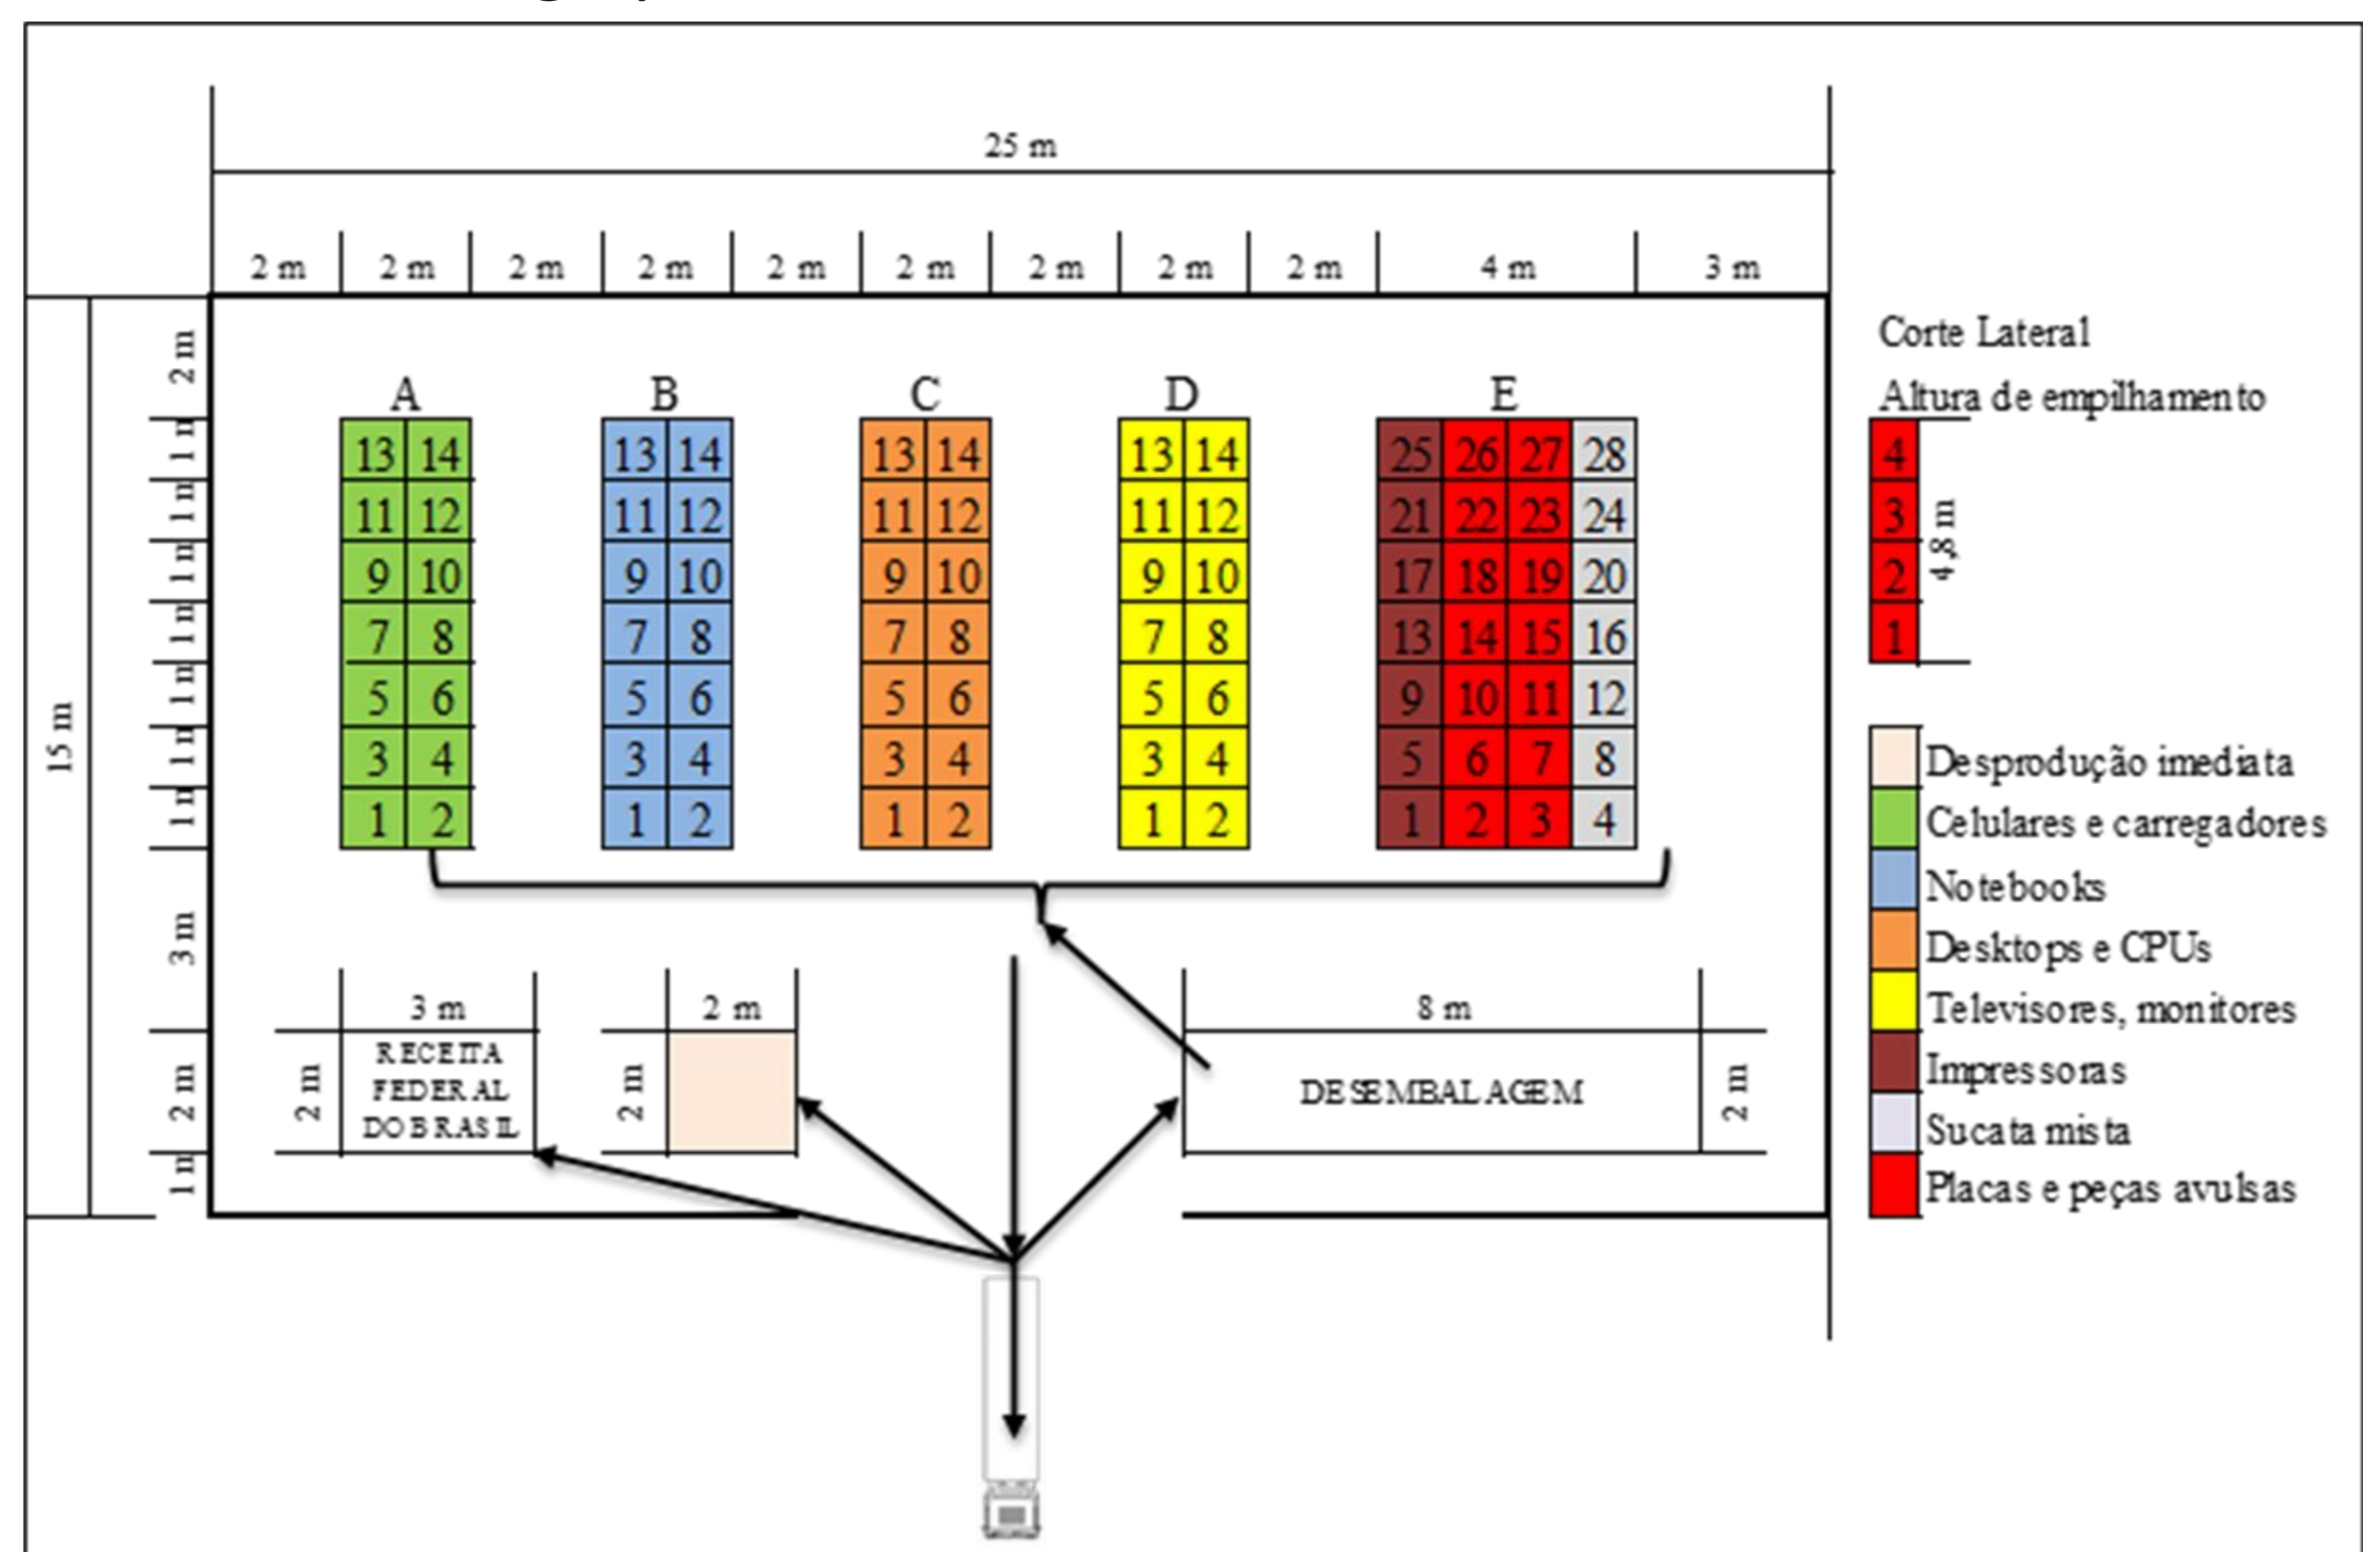 25 m
2 m 2 m 2 m 2 m 2 m 2 m 2 m 2 m 2 m 4 m 3 m
15 m
2 m
1 m
1 m
1 m
1 m
1 m
1 m
1 m
3 m
2 m
1 m
A B C D E
13 14 13 14 13 14 13 14 25 26 27 28
11 12 11 12 11 12 11 12 21 22 23 24
9 10 9 10 9 10 9 10 17 18 19 20
7 8 7 8 7 8 7 8 13 14 15 16
5 6 5 6 5 6 5 6 9 10 11 12
3 4 3 4 3 4 3 4 5 6 7 8
1 2 1 2 1 2 1 2 1 2 3 4
3 m 2 m 8 m
2 m
RECEITA
FEDERAL
DO BRASIL
2 m
DESEMBALAGEM
2 m
Corte Lateral
Altura de empilhamento
4
3
2
1
4,8 m
Desprodução imediata
Celulares e carregadores
Notebooks
Desktops e CPUs
Televisores, monitores
Impressoras
Sucata mista
Placas e peças avulsas